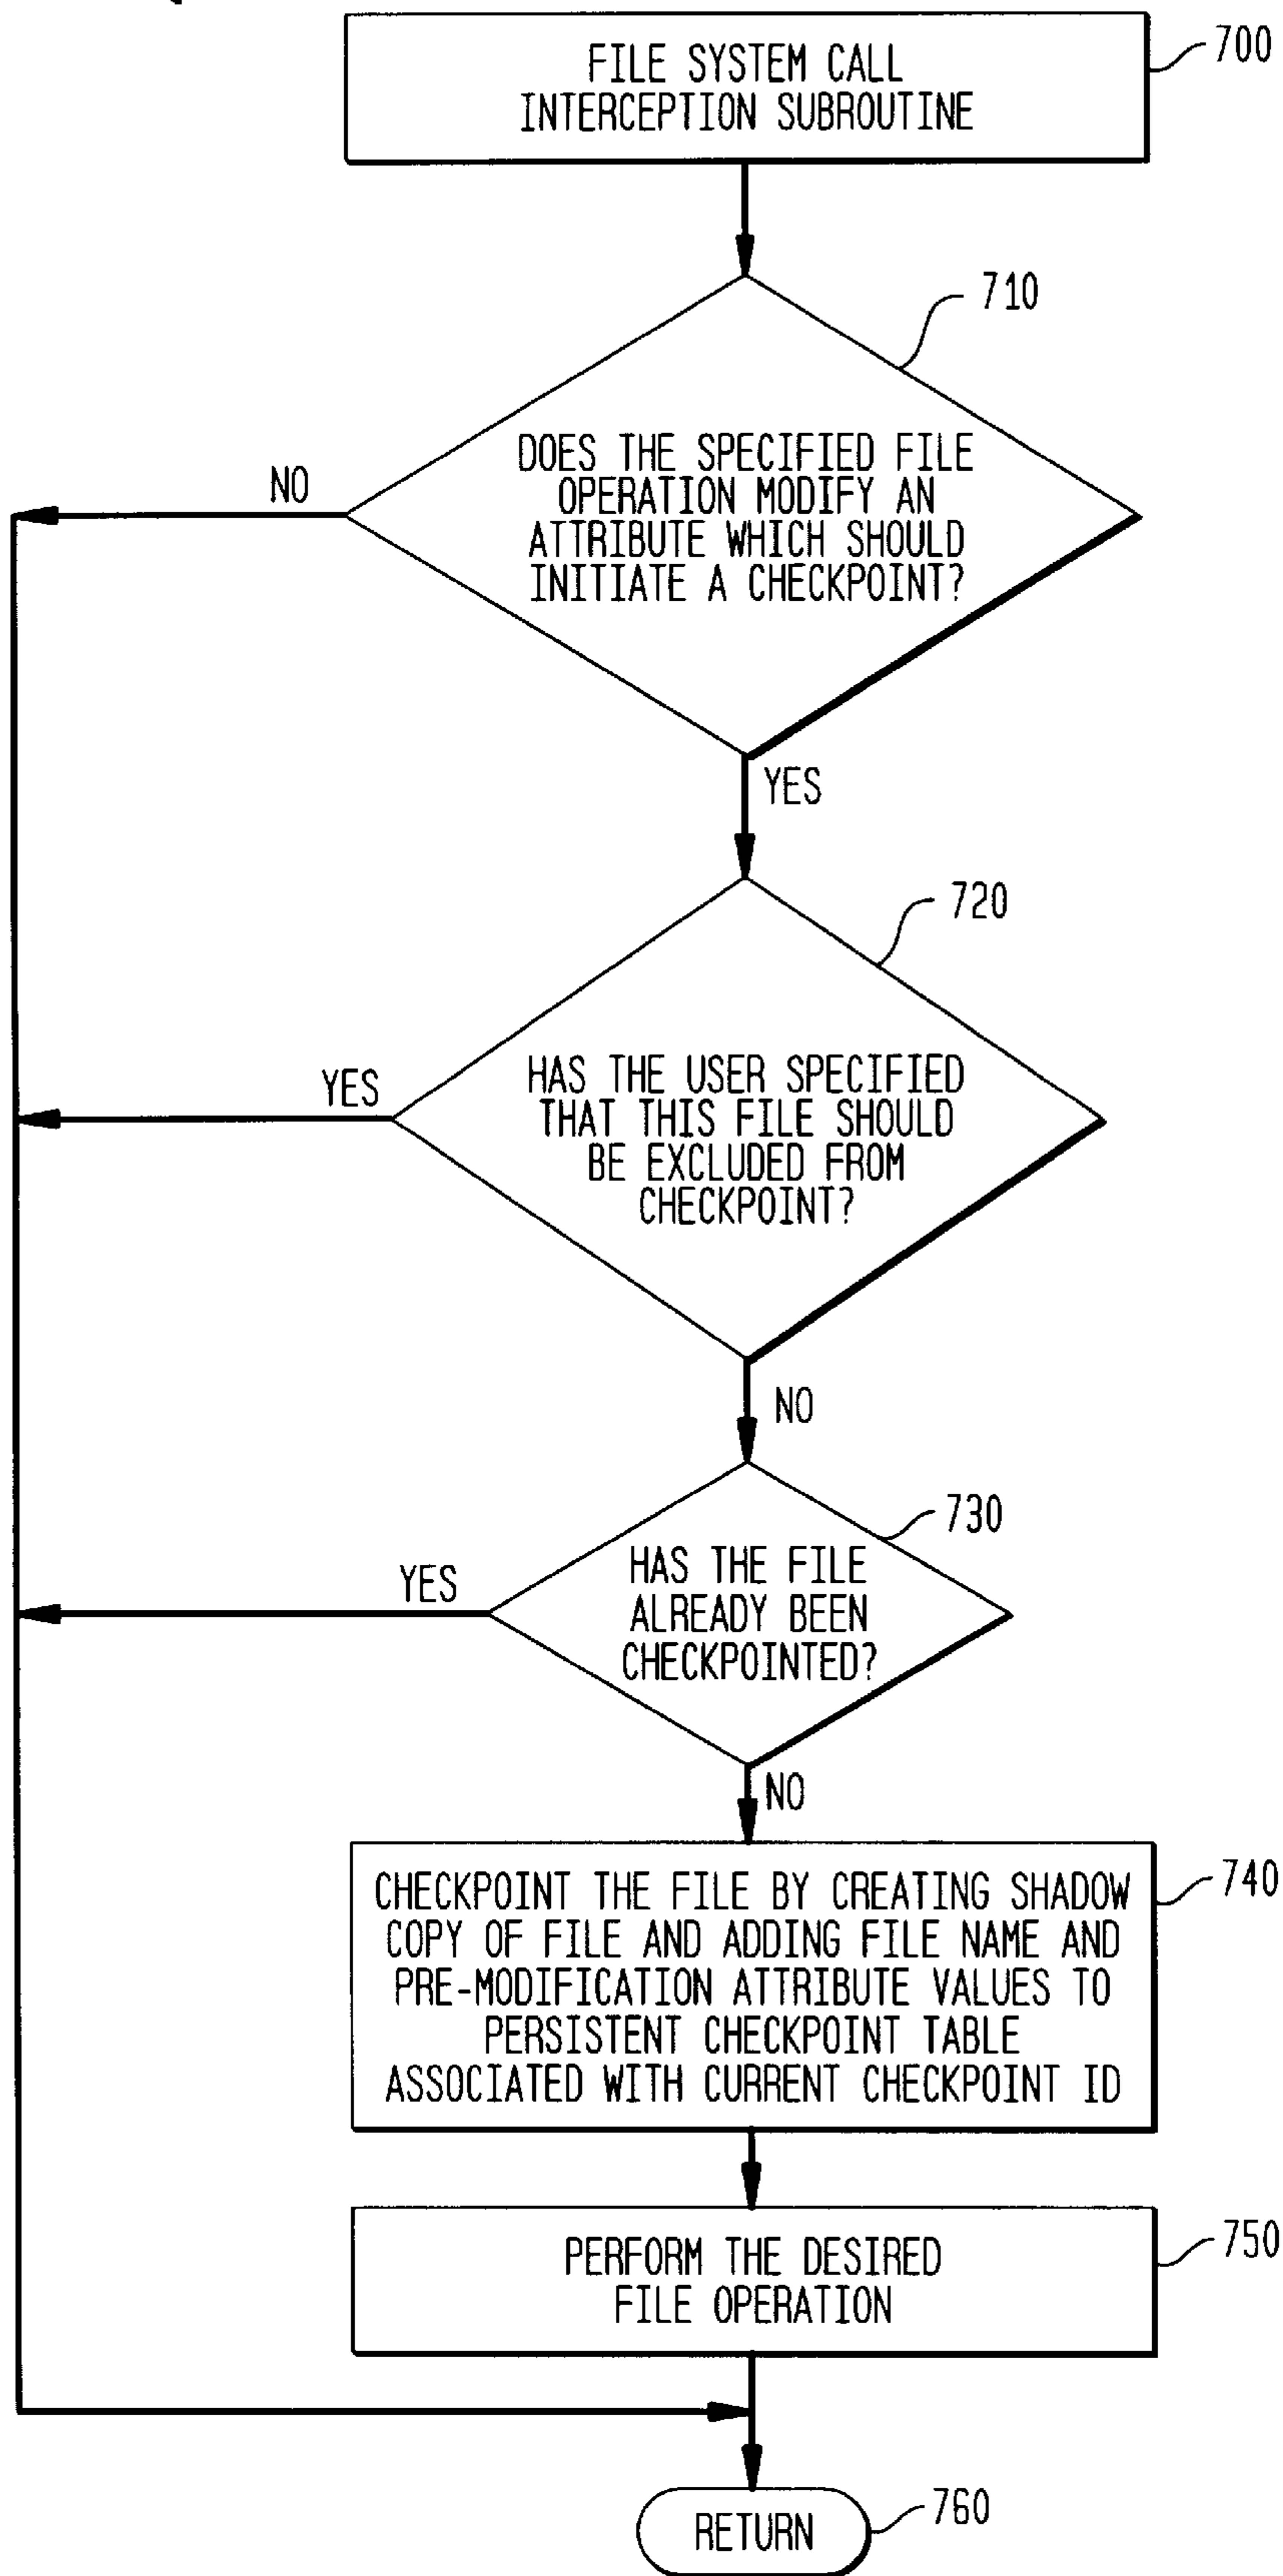 FILE SYSTEM CALL
INTERCEPTION SUBROUTINE
700
710
DOES THE SPECIFIED FILE
OPERATION MODIFY AN
ATTRIBUTE WHICH SHOULD
INITIATE A CHECKPOINT?
NO
YES
720
HAS THE USER SPECIFIED
THAT THIS FILE SHOULD
BE EXCLUDED FROM
CHECKPOINT?
YES
NO
730
HAS THE FILE
ALREADY BEEN
CHECKPOINTED?
YES
NO
740
CHECKPOINT THE FILE BY CREATING SHADOW
COPY OF FILE AND ADDING FILE NAME AND
PRE-MODIFICATION ATTRIBUTE VALUES TO
PERSISTENT CHECKPOINT TABLE
ASSOCIATED WITH CURRENT CHECKPOINT ID
750
PERFORM THE DESIRED
FILE OPERATION
RETURN
760